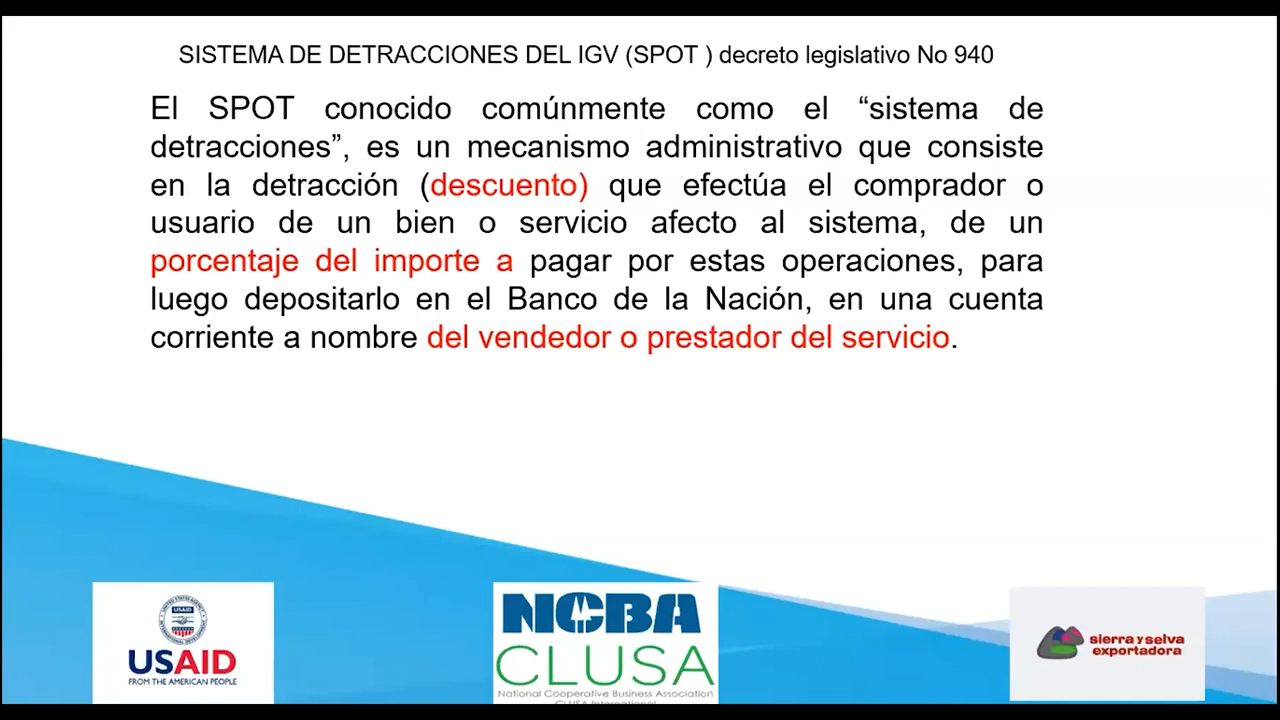 SISTEMA DE DETRACCIONES DEL IGV (SPOT ) decreto legislativo No 940
El SPOT conocido comúnmente como el “sistema de
detracciones”, es un mecanismo administrativo que consiste
en la detracción (descuento) que efectúa el comprador o
usuario de un bien o servicio afecto al sistema, de un
porcentaje del importe a pagar por estas operaciones, para
luego depositarlo en el Banco de la Nación, en una cuenta
corriente a nombre del vendedor o prestador del servicio.
USAID
USAID
FROM THE AMERICAN PEOPLE
NCBA
CLUSA
National Cooperative Business Association
CLUSA International
sierra y selva
exportadora